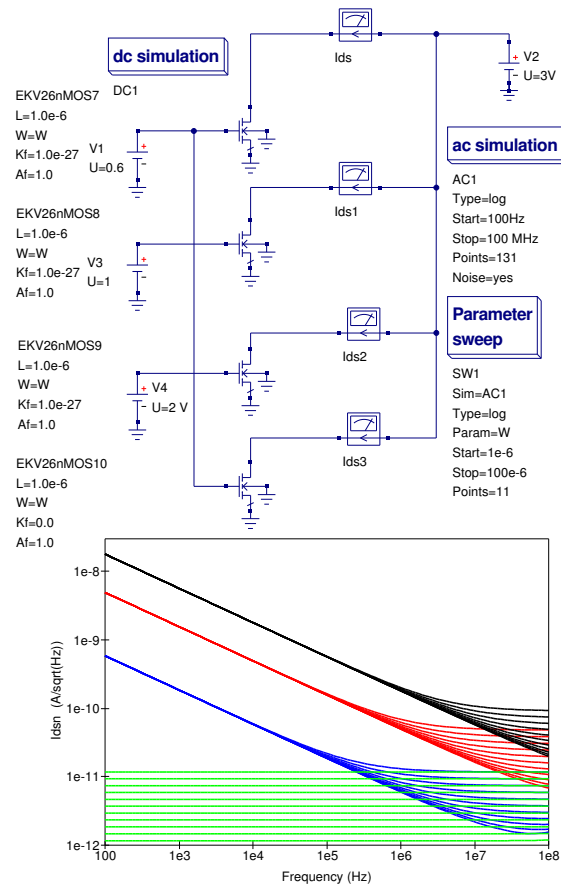 dc simulation
DC1
Ids
+ V2
- U=3V
EKV26nMOS7
L=1.0e-6
W=W
Kf=1.0e-27
Af=1.0
V1 +
U=0.6 -
ac simulation
AC1
Type=log
Start=100Hz
Stop=100 MHz
Points=131
Noise=yes
Ids1
EKV26nMOS8
L=1.0e-6
W=W
Kf=1.0e-27
Af=1.0
V3 +
U=1 -
Parameter
sweep
SW1
Sim=AC1
Type=log
Param=W
Start=1e-6
Stop=100e-6
Points=11
Ids2
EKV26nMOS9
L=1.0e-6
W=W
Kf=1.0e-27
Af=1.0
+ V4
- U=2 V
Ids3
EKV26nMOS10
L=1.0e-6
W=W
Kf=0.0
Af=1.0
Idsn (A/sqrt(Hz)
1e-8
1e-9
1e-10
1e-11
1e-12
100
1e3
1e4
1e5
1e6
1e7
1e8
Frequency (Hz)